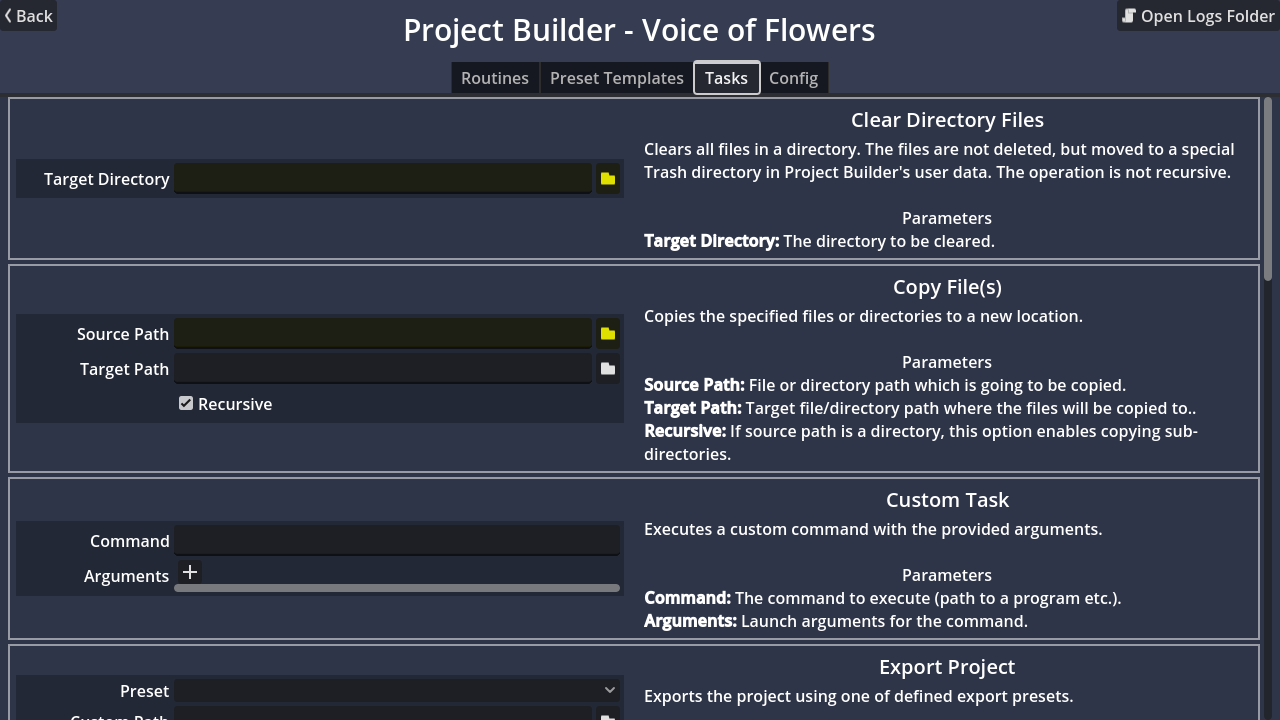 Back
Project Builder - Voice of Flowers
Open Logs Folder
Routines
Preset Templates
Tasks
Config
Target Directory
Clear Directory Files
Clears all files in a directory. The files are not deleted, but moved to a special
Trash directory in Project Builder's user data. The operation is not recursive.
Parameters
Target Directory: The directory to be cleared.
Source Path
Target Path
Recursive
Copy File(s)
Copies the specified files or directories to a new location.
Parameters
Source Path: File or directory path which is going to be copied.
Target Path: Target file/directory path where the files will be copied to..
Recursive: If source path is a directory, this option enables copying sub-
directories.
Command
Arguments
Custom Task
Executes a custom command with the provided arguments.
Parameters
Command: The command to execute (path to a program etc.).
Arguments: Launch arguments for the command.
Preset
Custom Path
Export Project
Exports the project using one of defined export presets.